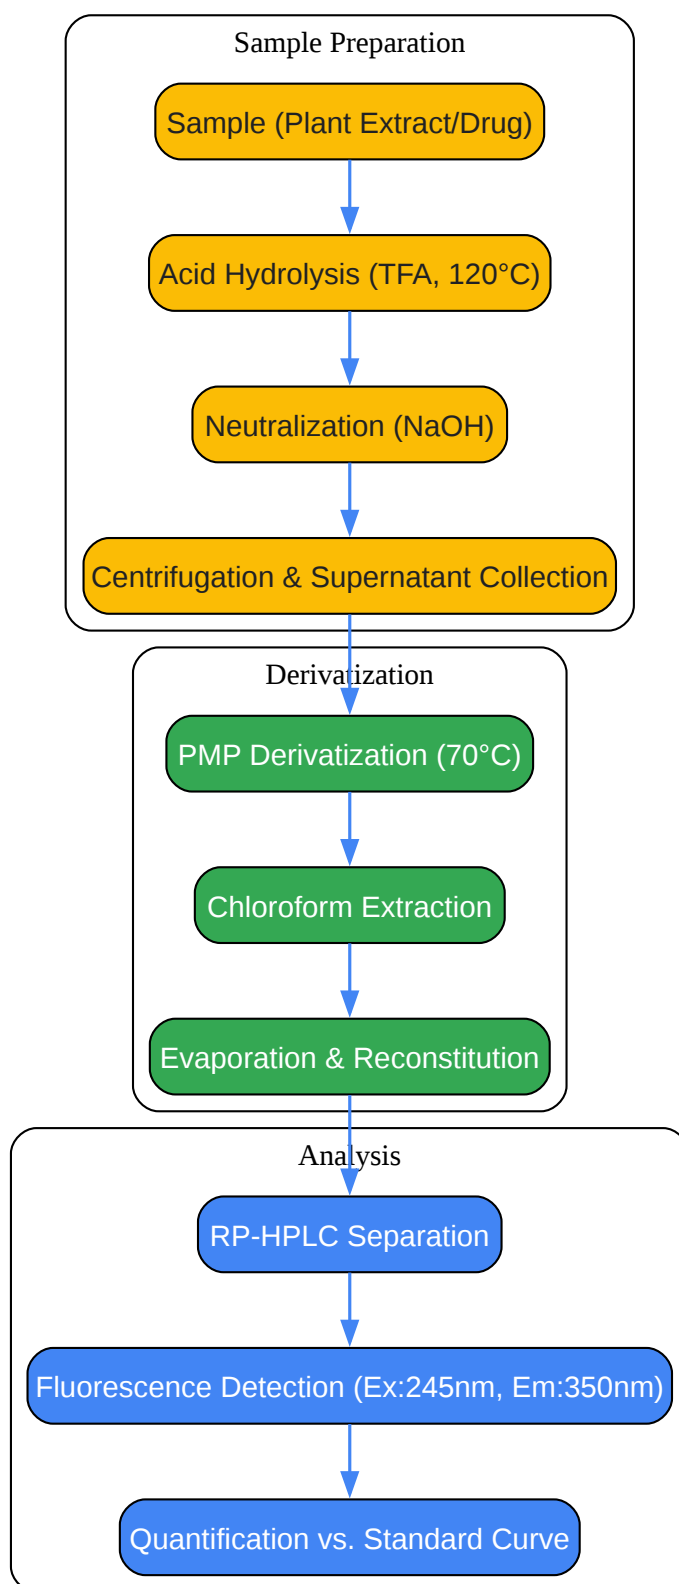 Sample Preparation
Sample (Plant Extract/Drug)
Acid Hydrolysis (TFA, 120°C)
Neutralization (NaOH)
Centrifugation & Supernatant Collection
Derivatization
PMP Derivatization (70°C)
Chloroform Extraction
Evaporation & Reconstitution
Analysis
RP-HPLC Separation
Fluorescence Detection (Ex:245nm, Em:350nm)
Quantification vs. Standard Curve